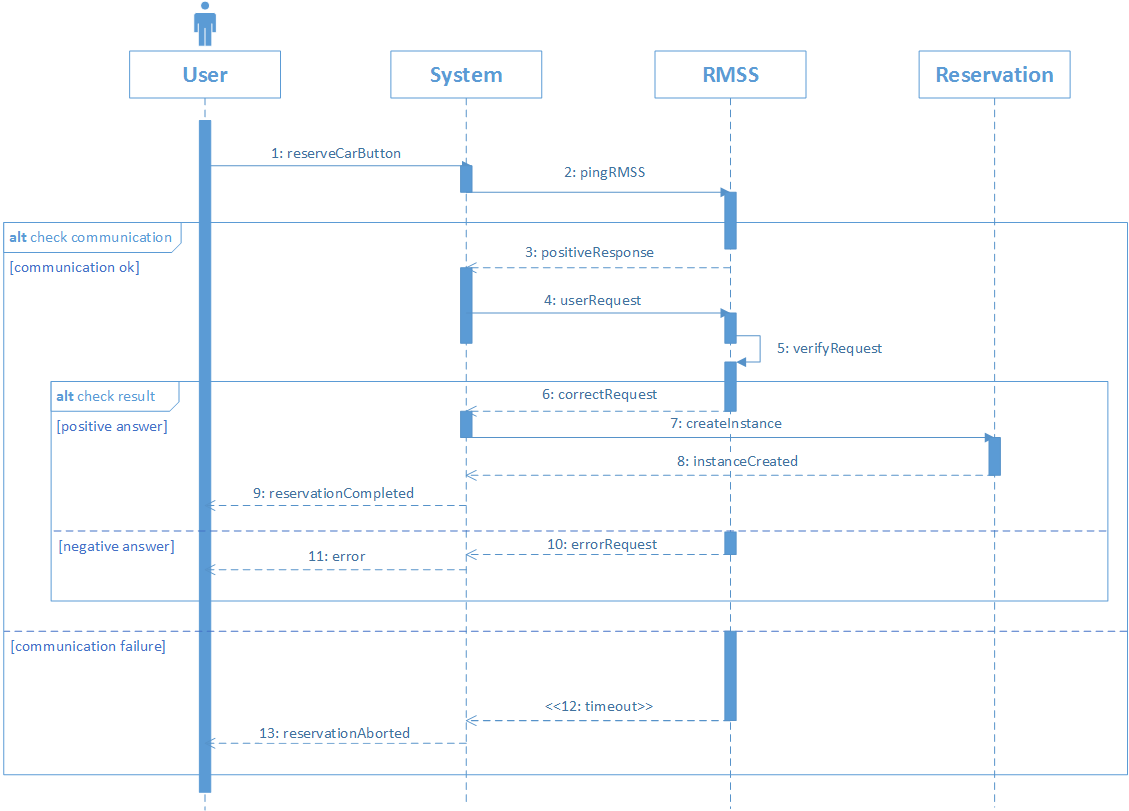 User
System
RMSS
Reservation
1: reserveCarButton
2: pingRMSS
alt check communication
[communication ok]
3: positiveResponse
4: userRequest
5: verifyRequest
alt check result
[positive answer]
6: correctRequest
7: createInstance
8: instanceCreated
9: reservationCompleted
[negative answer]
10: errorRequest
11: error
[communication failure]
<<12: timeout>>
13: reservationAborted